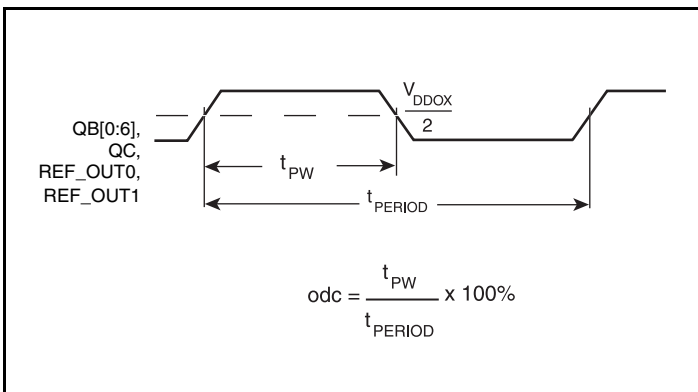 V_DDOX
2
QB[0:6],
QC,
REF_OUT0,
REF_OUT1
t_PW
t_PERIOD
odc = t_PW x 100%
t_PERIOD